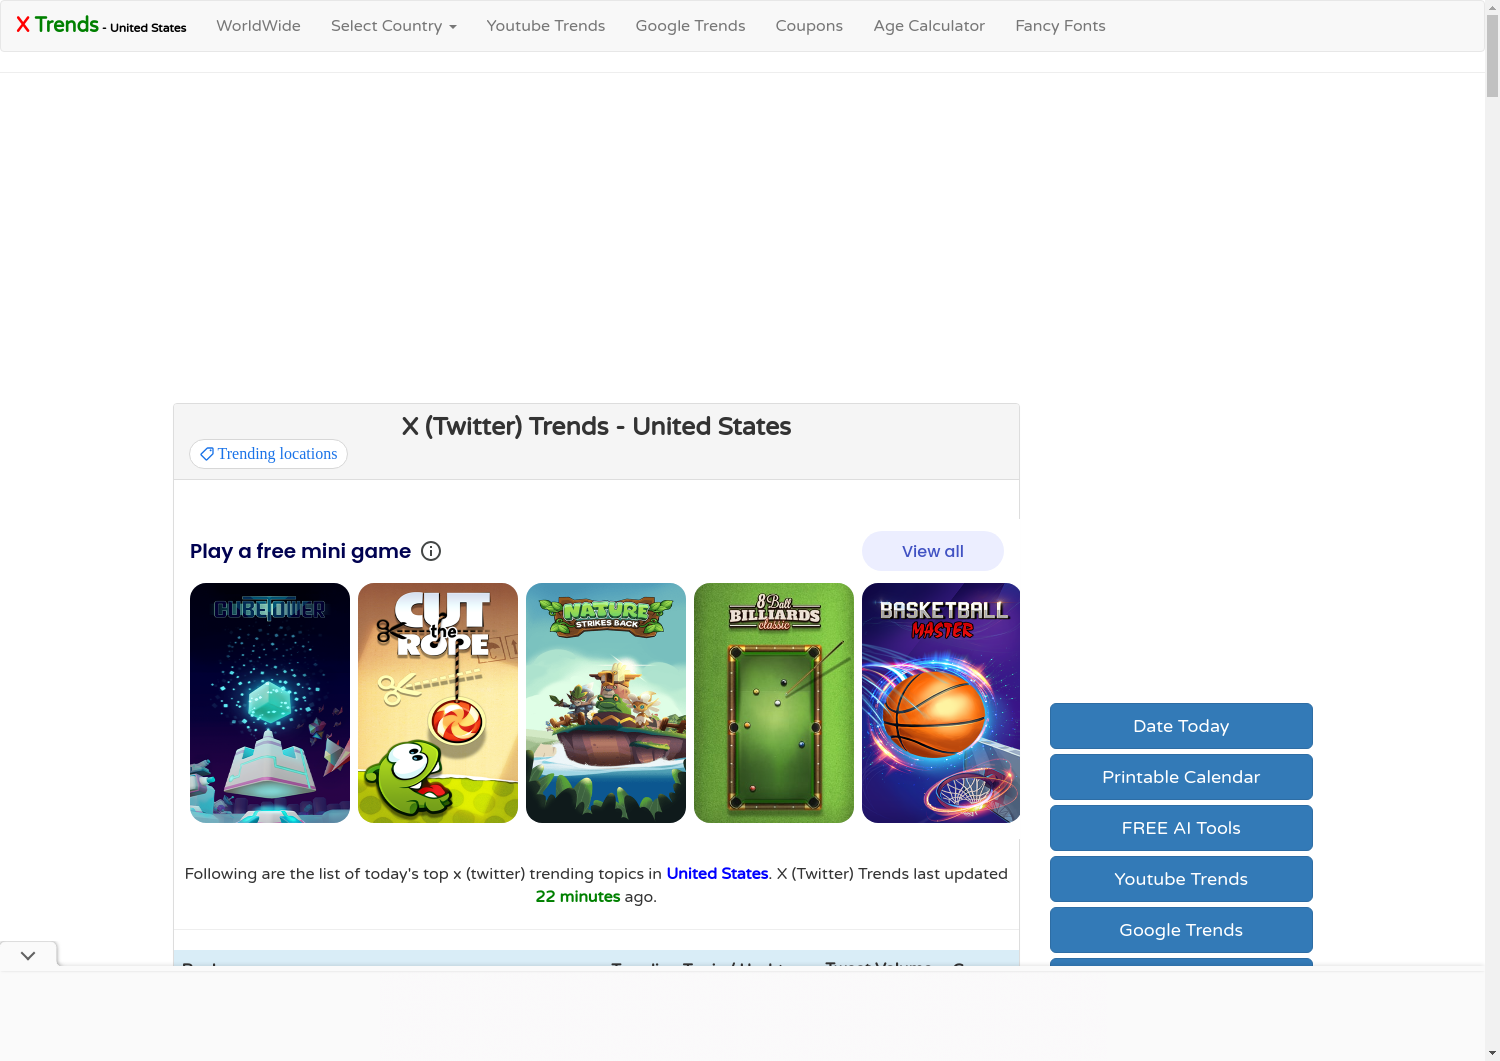 X Trends - United States
WorldWide
Select Country
Youtube Trends
Google Trends
Coupons
Age Calculator
Fancy Fonts
X (Twitter) Trends - United States
Trending locations
Play a free mini game
View all
CUBETOWER
CUT
the
ROPE
NATURE
STRIKES BACK
8 Ball
BILLIARDS
classic
BASKETBALL
MASTER
Following are the list of today's top x (twitter) trending topics in United States. X (Twitter) Trends last updated
22 minutes ago.
Date Today
Printable Calendar
FREE AI Tools
Youtube Trends
Google Trends